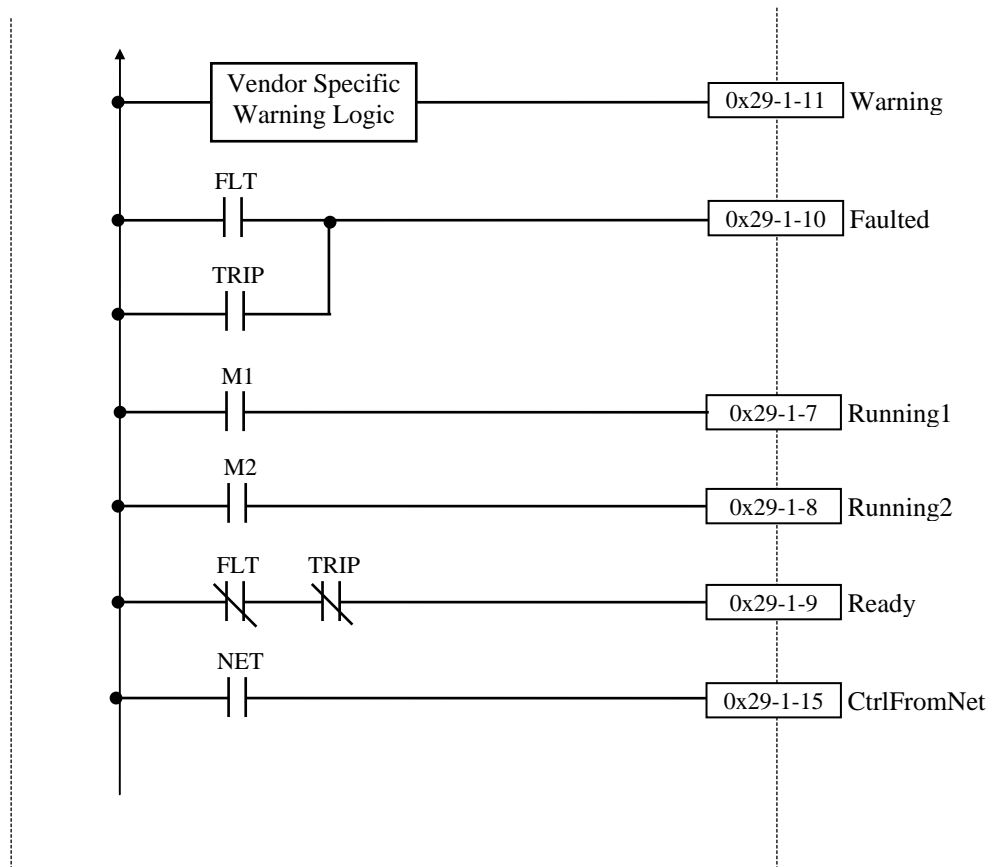 Vendor Specific
Warning Logic
0x29-1-11 Warning
FLT
0x29-1-10 Faulted
TRIP
M1
0x29-1-7 Running1
M2
0x29-1-8 Running2
FLT TRIP
0x29-1-9 Ready
NET
0x29-1-15 CtrlFromNet